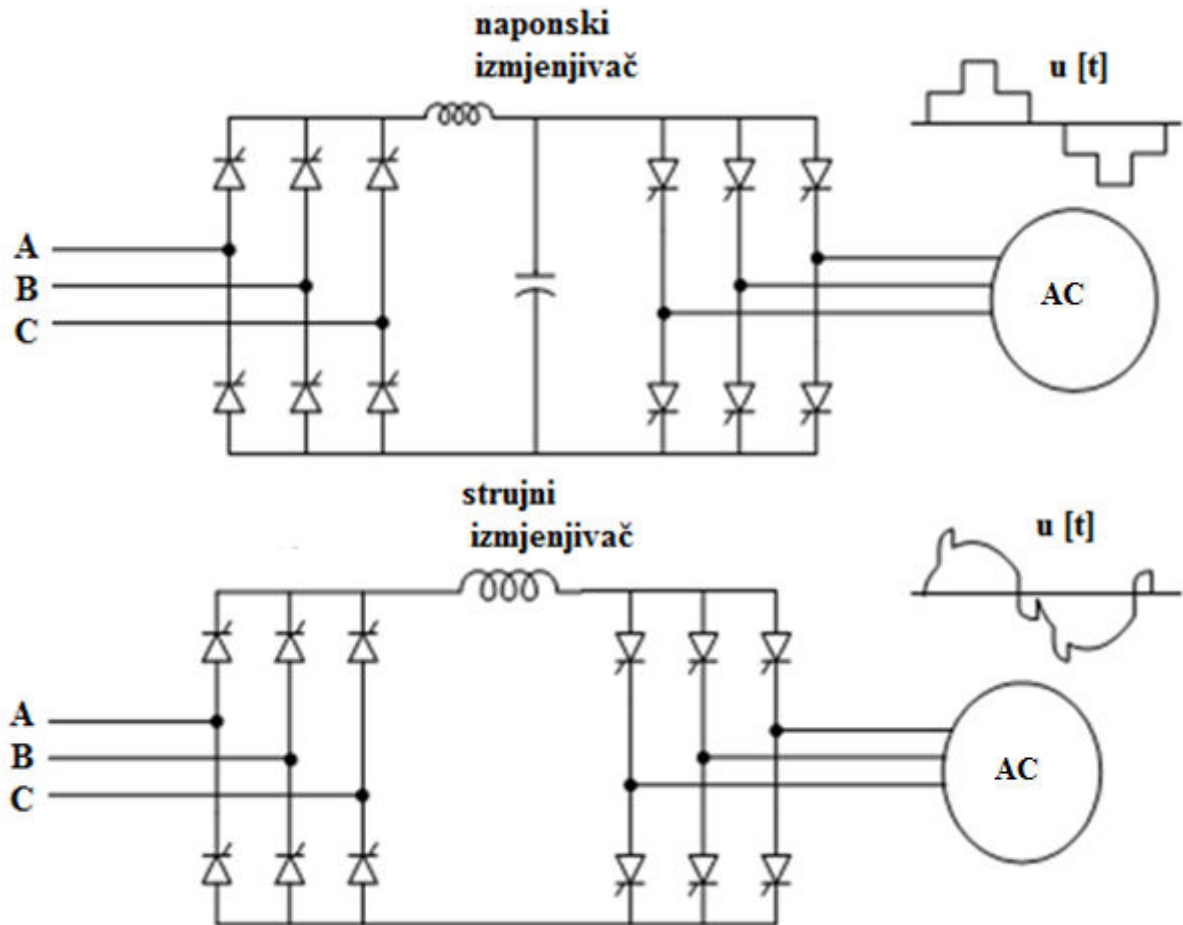 naponski
izmjenjivač
u [t]
A
B
C
AC
strujni
izmjenjivač
u [t]
A
B
C
AC